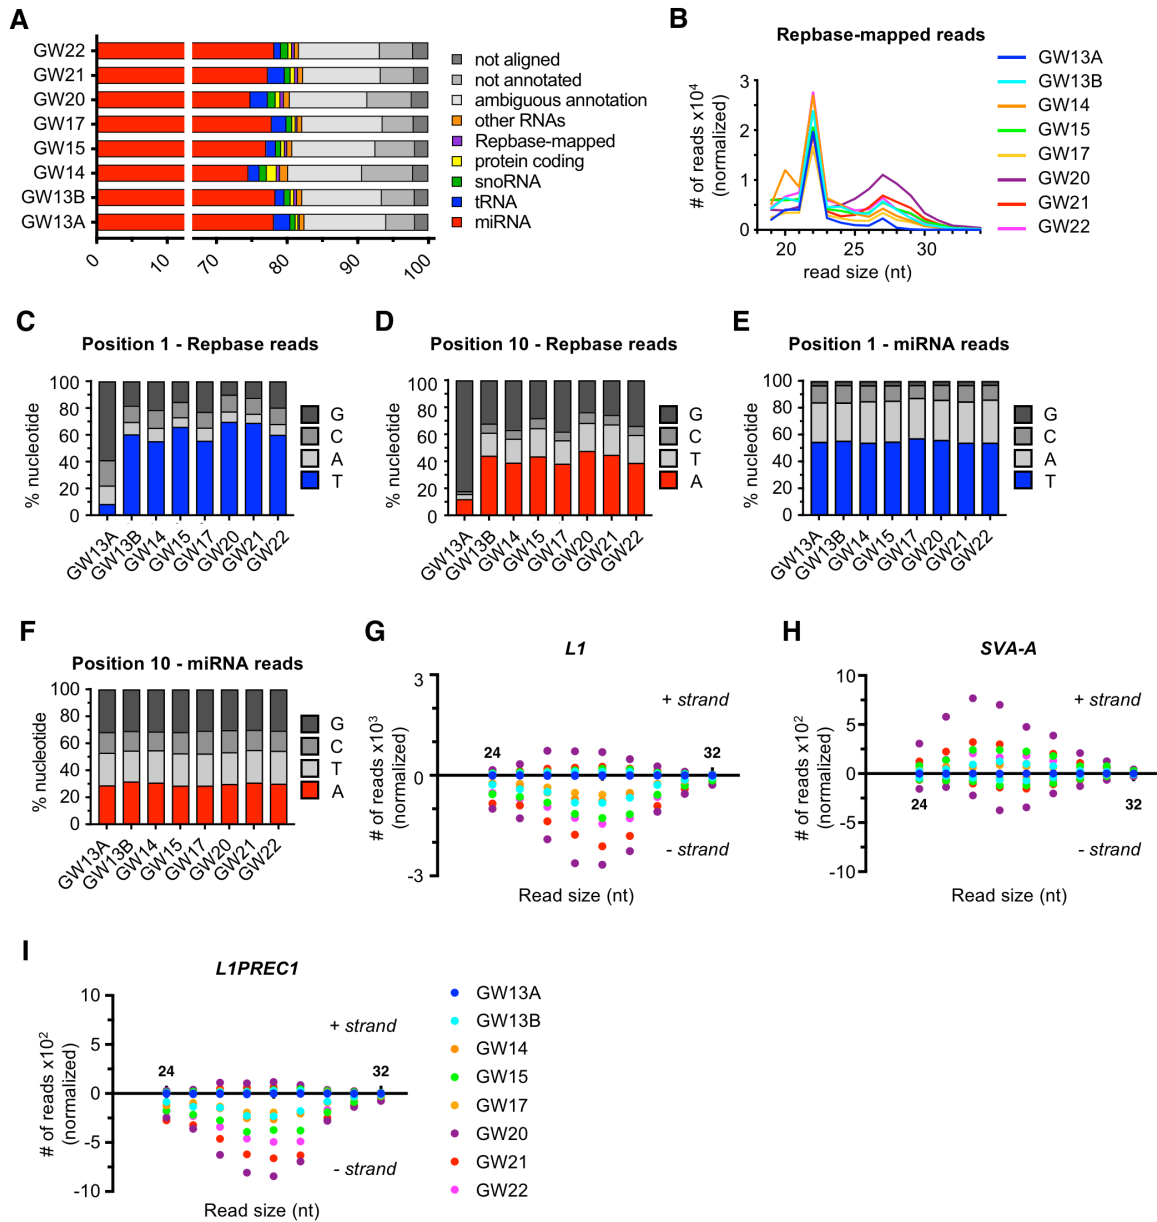 A
GW22
GW21
GW20
GW17
GW15
GW14
GW13B
GW13A
0
10
70
80
90
100
not aligned
not annotated
ambiguous annotation
other RNAs
Repbase-mapped
protein coding
snoRNA
tRNA
miRNA
B
Repbase-mapped reads
# of reads x10⁴
(normalized)
3
2
1
0
20
25
30
read size (nt)
GW13A
GW13B
GW14
GW15
GW17
GW20
GW21
GW22
C
Position 1 - Repbase reads
% nucleotide
100
80
60
40
20
0
GW13A
GW13B
GW14
GW15
GW17
GW20
GW21
GW22
G
C
A
T
D
Position 10 - Repbase reads
% nucleotide
100
80
60
40
20
0
GW13A
GW13B
GW14
GW15
GW17
GW20
GW21
GW22
G
C
T
A
E
Position 1 - miRNA reads
% nucleotide
100
80
60
40
20
0
GW13A
GW13B
GW14
GW15
GW17
GW20
GW21
GW22
G
C
A
T
F
Position 10 - miRNA reads
% nucleotide
100
80
60
40
20
0
GW13A
GW13B
GW14
GW15
GW17
GW20
GW21
GW22
G
C
T
A
G
L1
# of reads x10³
(normalized)
3
0
-3
+ strand
24
32
- strand
Read size (nt)
H
SVA-A
# of reads x10²
(normalized)
10
5
0
-5
-10
+ strand
24
32
- strand
Read size (nt)
I
L1PREC1
# of reads x10²
(normalized)
10
5
0
-5
-10
+ strand
24
32
- strand
Read size (nt)
GW13A
GW13B
GW14
GW15
GW17
GW20
GW21
GW22